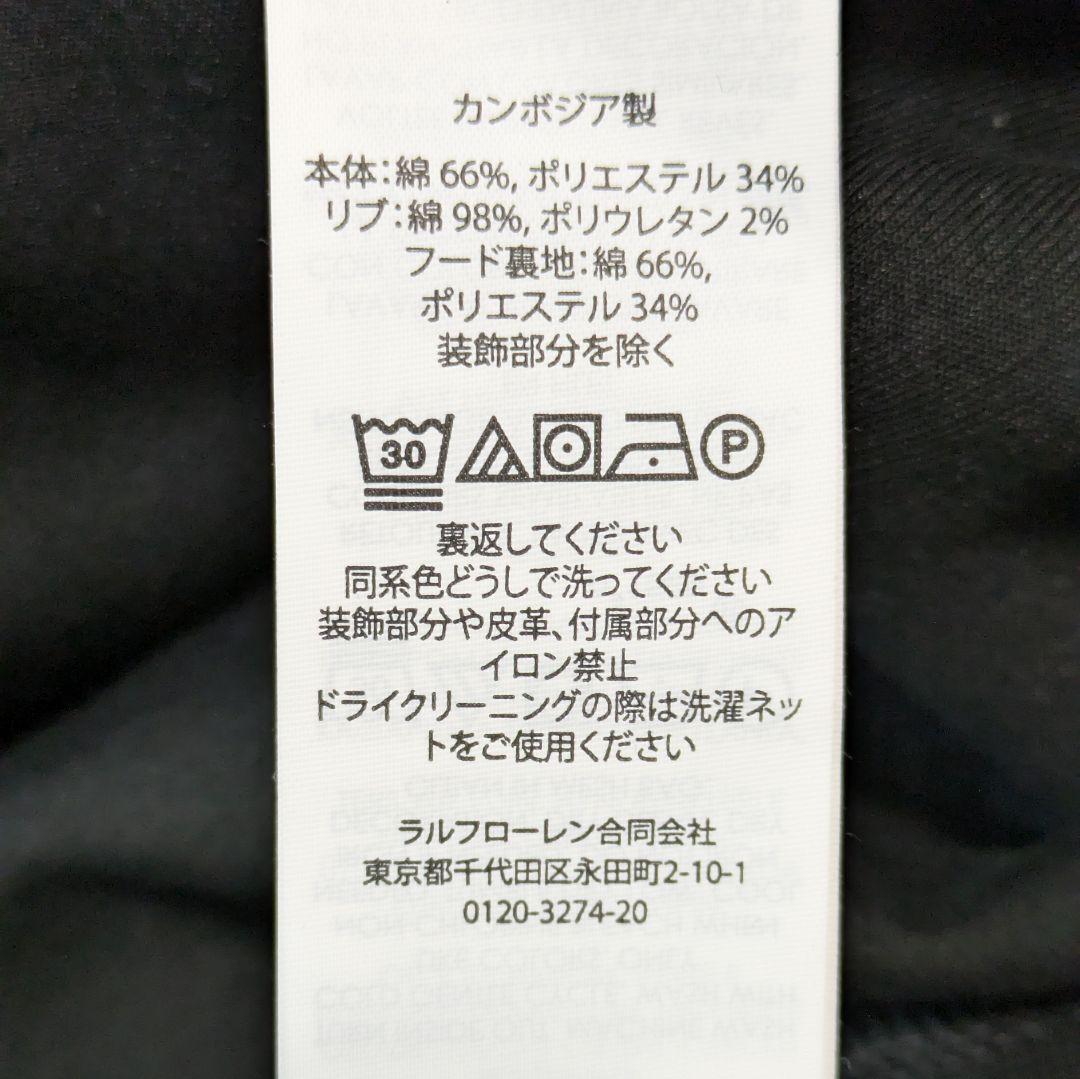 カンボジア製
本体:綿 66%, ポリエステル 34%
リブ:綿 98%, ポリウレタン 2%
フード裏地:綿 66%,
ポリエステル 34%
装飾部分を除く
30 P
裏返してください
同系色どうしで洗ってください
装飾部分や皮革、付属部分へのア
イロン禁止
ドライクリーニングの際は洗濯ネッ
トをご使用ください
ラルフローレン合同会社
東京都千代田区永田町2-10-1
0120-3274-20